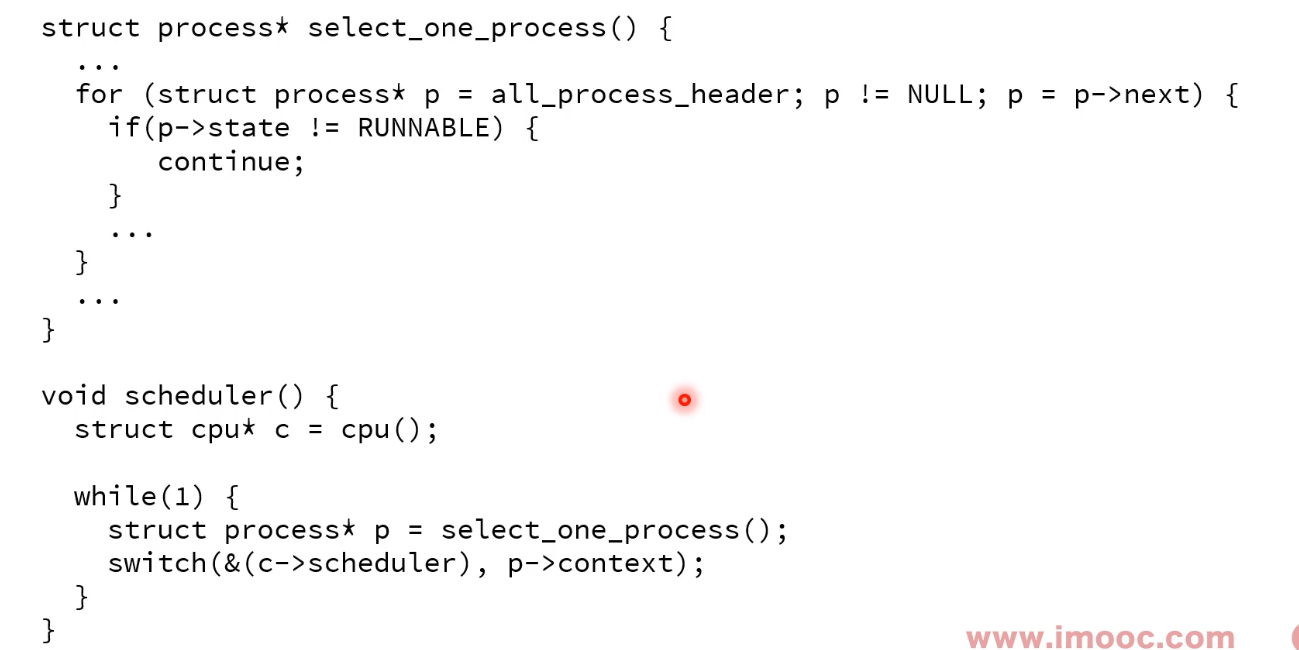 struct process* select_one_process() {
  ...
  for (struct process* p = all_process_header; p != NULL; p = p->next) {
    if(p->state != RUNNABLE) {
       continue;
    }
    ...
  }
  ...
}
void scheduler() {
  struct cpu* c = cpu();
  while(1) {
    struct process* p = select_one_process();
    switch(&(c->scheduler), p->context);
  }
}
www.imooc.com